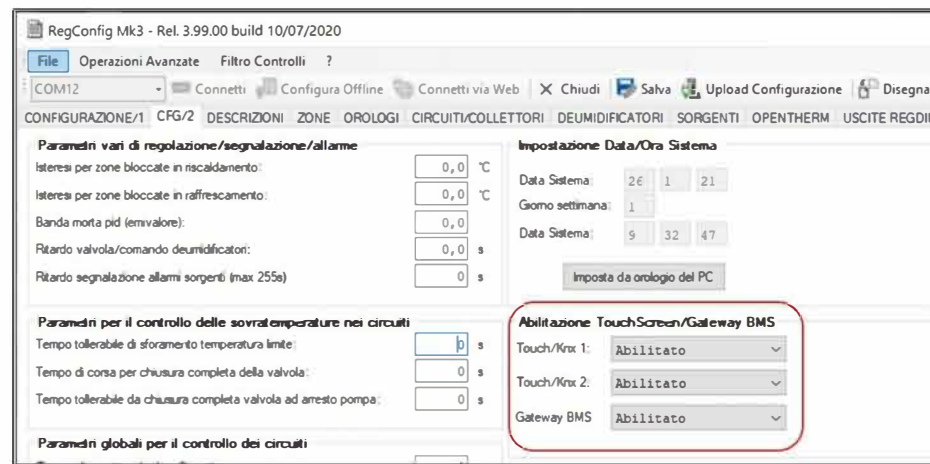 RegConfig Mk3 - Rel. 3.99.00 build 10/07/2020
File Operazioni Avanzate Filtro Controlli ?
COM12 Connetti Configura Offline Connetti via Web Chiudi Salva Upload Configurazione Disegna
CONFIGURAZIONE/1 CFG/2 DESCRIZIONI ZONE OROLOGI CIRCUITI/COLLETTORI DEUMIDIFICATORI SORGENTI OPENTHERM USCITE REGDI
Parametri vari di regolazione/segnalazione/allarme
Isteresi per zone bloccate in riscaldamento: 0,0 °C
Isteresi per zone bloccate in raffrescamento: 0,0 °C
Banda morta pid (emivalore): 0,0
Ritardo valvola/comando deumidificatori: 0,0 s
Ritardo segnalazione allarmi sorgenti (max 255s) 0 s
Impostazione Data/Ora Sistema
Data Sistema: 26 1 21
Giorno settimana: 1
Data Sistema: 9 32 47
Imposta da orologio del PC
Parametri per il controllo delle sovratemperature nei circuiti
Tempo tollerabile di sforamento temperatura limite: 0 s
Tempo di corsa per chiusura completa della valvola: 0 s
Tempo tollerabile da chiusura completa valvola ad arresto pompa: 0 s
Abilitazione TouchScreen/Gateway BMS
Touch/Knx 1: Abilitato
Touch/Knx 2: Abilitato
Gateway BMS Abilitato
Parametri globali per il controllo dei circuiti